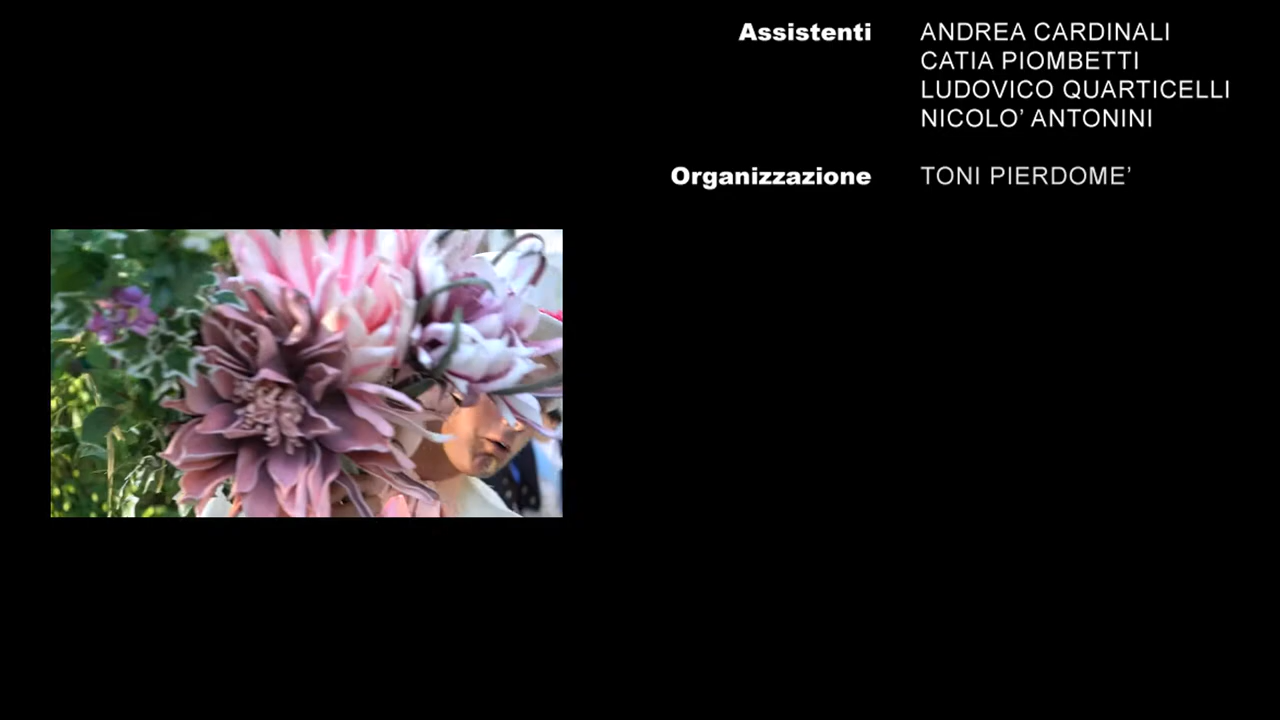 Assistenti ANDREA CARDINALI
CATIA PIOMBETTI
LUDOVICO QUARTICELLI
NICOLO’ ANTONINI
Organizzazione TONI PIERDOME’